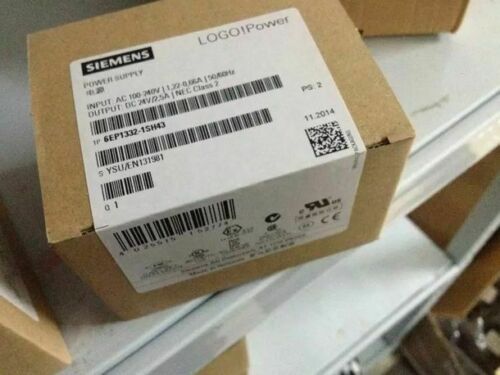 SIEMENS
LOGO!Power
POWER SUPPLY
电源
INPUT: AC 100-240V | 1,22-0,66A | 50/60Hz
OUTPUT: DC 24V/2.5A | NEC Class 2
PS: 2
1P 6EP1332-1SH43
11.2014
S YSU/EN131981
Q 1